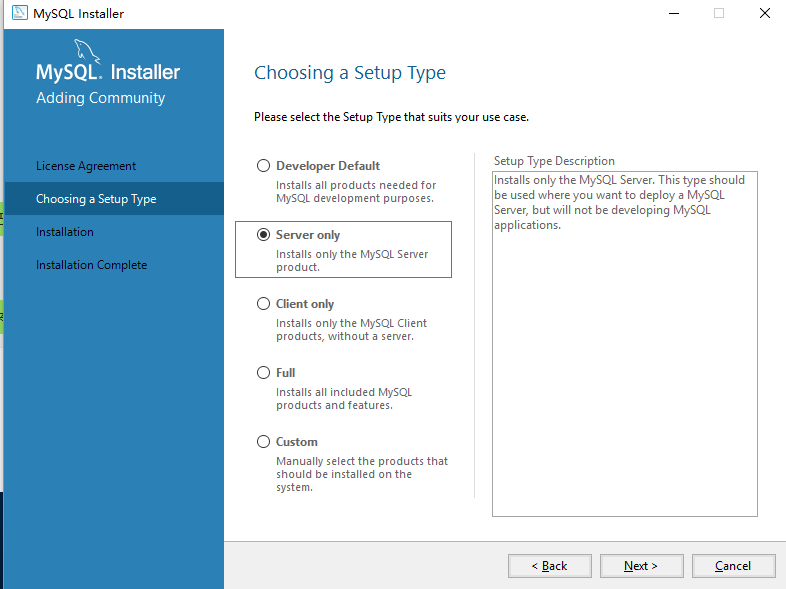 MySQL Installer
MySQL. Installer
Adding Community
License Agreement
Choosing a Setup Type
Installation
Installation Complete
Choosing a Setup Type
Please select the Setup Type that suits your use case.
Developer Default
Installs all products needed for
MySQL development purposes.
Server only
Installs only the MySQL Server
product.
Client only
Installs only the MySQL Client
products, without a server.
Full
Installs all included MySQL
products and features.
Custom
Manually select the products that
should be installed on the
system.
Setup Type Description
Installs only the MySQL Server. This type should
be used where you want to deploy a MySQL
Server, but will not be developing MySQL
applications.
< Back
Next >
Cancel